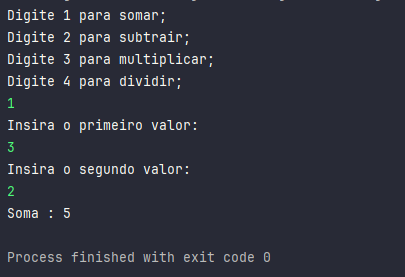 Digite 1 para somar;
Digite 2 para subtrair;
Digite 3 para multiplicar;
Digite 4 para dividir;
1
Insira o primeiro valor:
3
Insira o segundo valor:
2
Soma : 5
Process finished with exit code 0